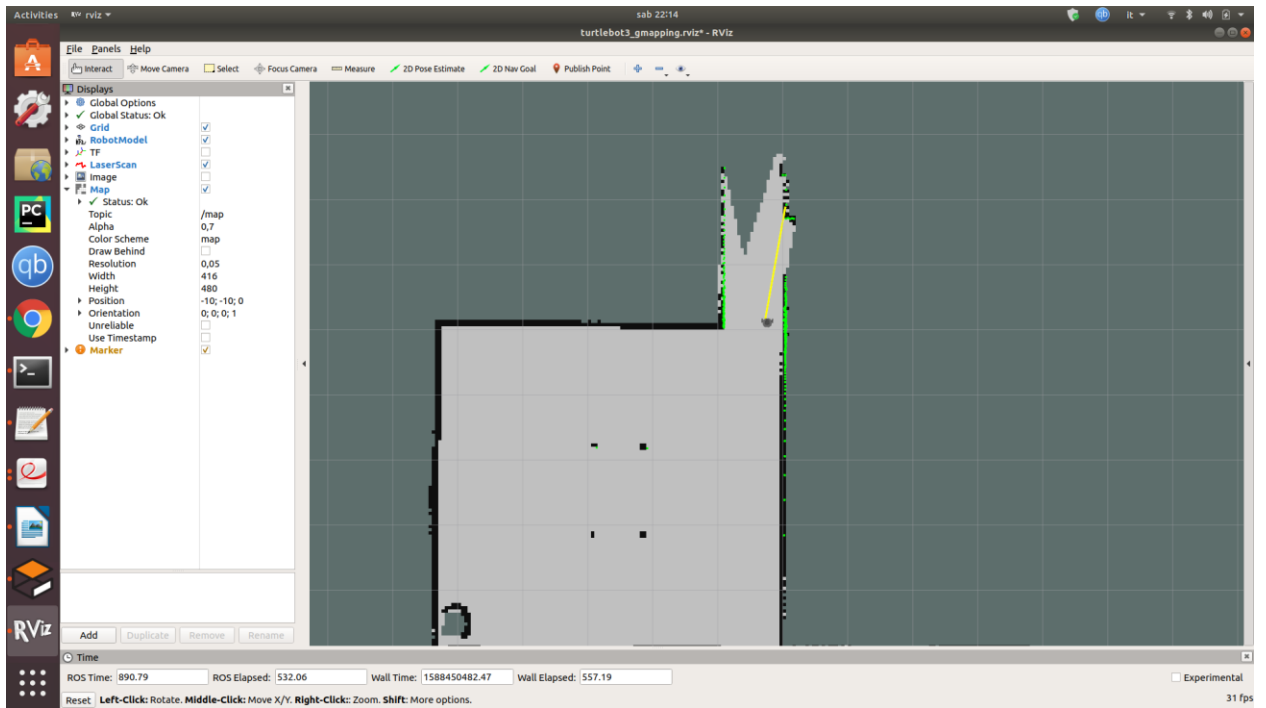 Activities RViz rviz sab 22:14 qb it
turtlebot3_gmapping.rviz* - RViz
File Panels Help
Interact Move Camera Select Focus Camera Measure 2D Pose Estimate 2D Nav Goal Publish Point
Displays
Global Options
Global Status: Ok
Grid
RobotModel
TF
LaserScan
Image
Map
Status: Ok
Topic /map
Alpha 0,7
Color Scheme map
Draw Behind
Resolution 0,05
Width 416
Height 480
Position -10; -10; 0
Orientation 0; 0; 0; 1
Unreliable
Use Timestamp
Marker
PC
qb
RViz
Add Duplicate Remove Rename
Time
ROS Time: 890.79 ROS Elapsed: 532.06 Wall Time: 1588450482.47 Wall Elapsed: 557.19 Experimental
Reset Left-Click: Rotate. Middle-Click: Move X/Y. Right-Click:: Zoom. Shift: More options. 31 fps